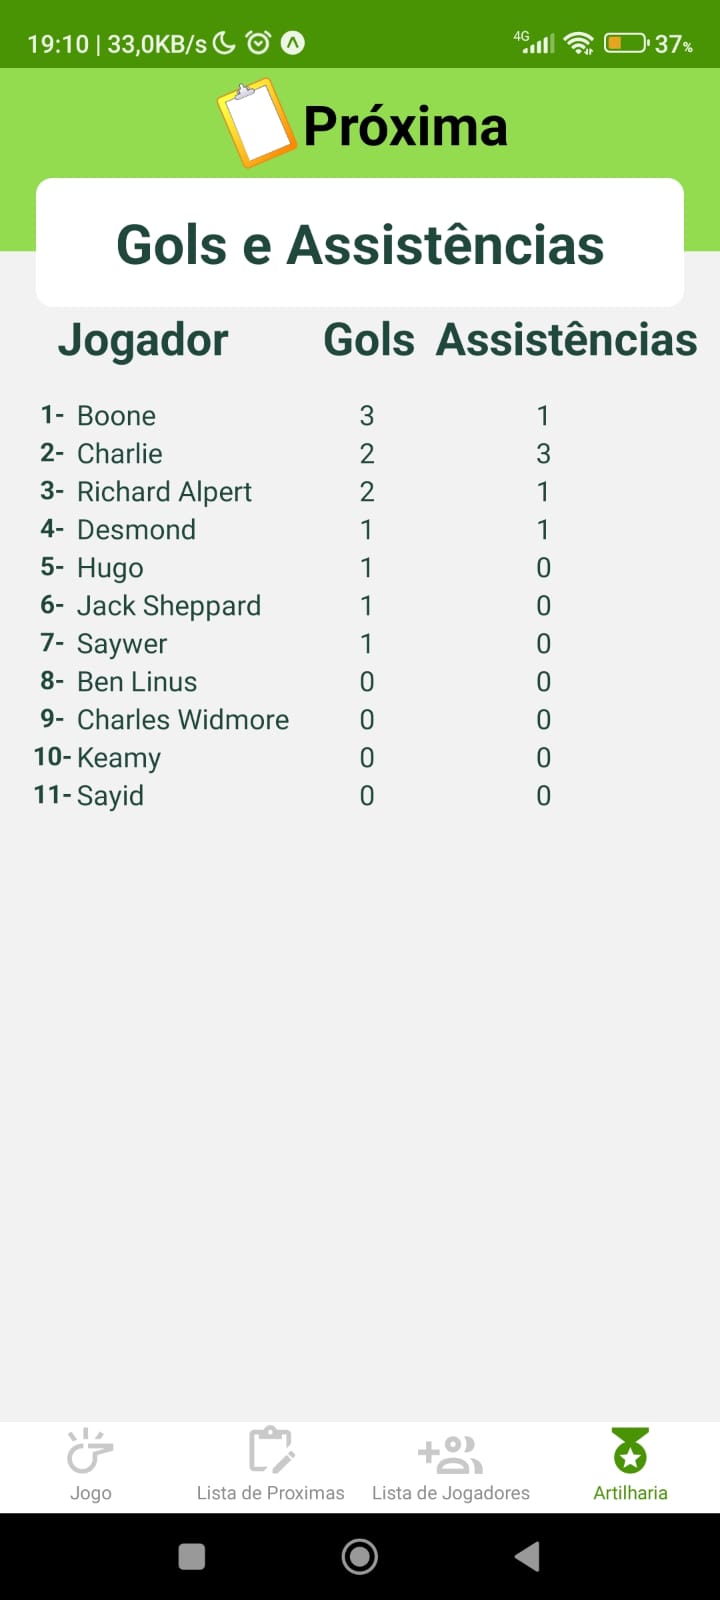 19:10 | 33,0KB/s 4G 37%
Próxima
Gols e Assistências
Jogador Gols Assistências
1- Boone 3 1
2- Charlie 2 3
3- Richard Alpert 2 1
4- Desmond 1 1
5- Hugo 1 0
6- Jack Sheppard 1 0
7- Saywer 1 0
8- Ben Linus 0 0
9- Charles Widmore 0 0
10- Keamy 0 0
11- Sayid 0 0
Jogo Lista de Proximas Lista de Jogadores Artilharia